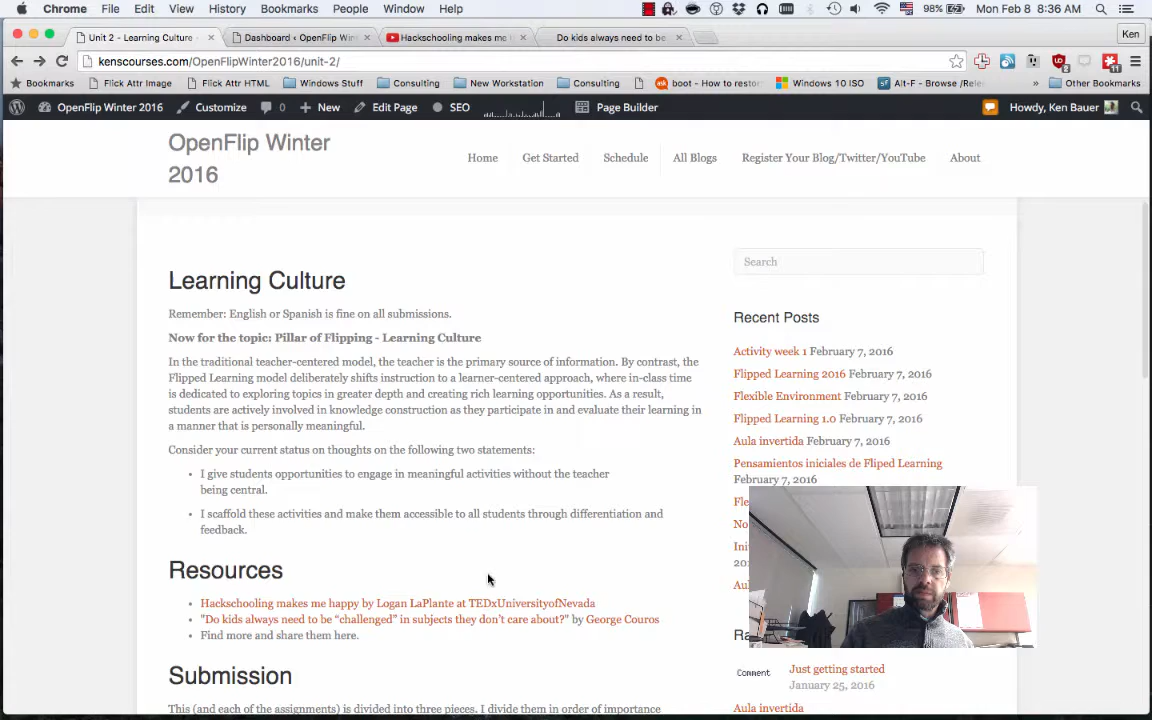 Chrome File Edit View History Bookmarks People Window Help 98% Mon Feb 8 8:36 AM
Unit 2 - Learning Culture - Dashboard ‹ OpenFlip Win Hackschooling makes me Do kids always need to be Ken
kenscourses.com/OpenFlipWinter2016/unit-2/
Bookmarks Flick Attr Image Flick Attr HTML Windows Stuff Consulting New Workstation Consulting boot - How to resto Windows 10 ISO Alt-F - Browse /Rele » Other Bookmarks
OpenFlip Winter 2016 Customize 0 New Edit Page SEO Page Builder Howdy, Ken Bauer
OpenFlip Winter
2016
Home Get Started Schedule All Blogs Register Your Blog/Twitter/YouTube About
Learning Culture
Remember: English or Spanish is fine on all submissions.
Now for the topic: Pillar of Flipping - Learning Culture
In the traditional teacher-centered model, the teacher is the primary source of information. By contrast, the
Flipped Learning model deliberately shifts instruction to a learner-centered approach, where in-class time
is dedicated to exploring topics in greater depth and creating rich learning opportunities. As a result,
students are actively involved in knowledge construction as they participate in and evaluate their learning in
a manner that is personally meaningful.
Consider your current status on thoughts on the following two statements:
I give students opportunities to engage in meaningful activities without the teacher
being central.
I scaffold these activities and make them accessible to all students through differentiation and
feedback.
Resources
Hackschooling makes me happy by Logan LaPlante at TEDxUniversityofNevada
"Do kids always need to be “challenged” in subjects they don’t care about?" by George Couros
Find more and share them here.
Submission
This (and each of the assignments) is divided into three pieces. I divide them in order of importance
Search
Recent Posts
Activity week 1 February 7, 2016
Flipped Learning 2016 February 7, 2016
Flexible Environment February 7, 2016
Flipped Learning 1.0 February 7, 2016
Aula invertida February 7, 2016
Pensamientos iniciales de Fliped Learning
February 7, 2016
Fle
No
Ini
20
Au
Ra
Comment Just getting started
January 25, 2016
Aula invertida